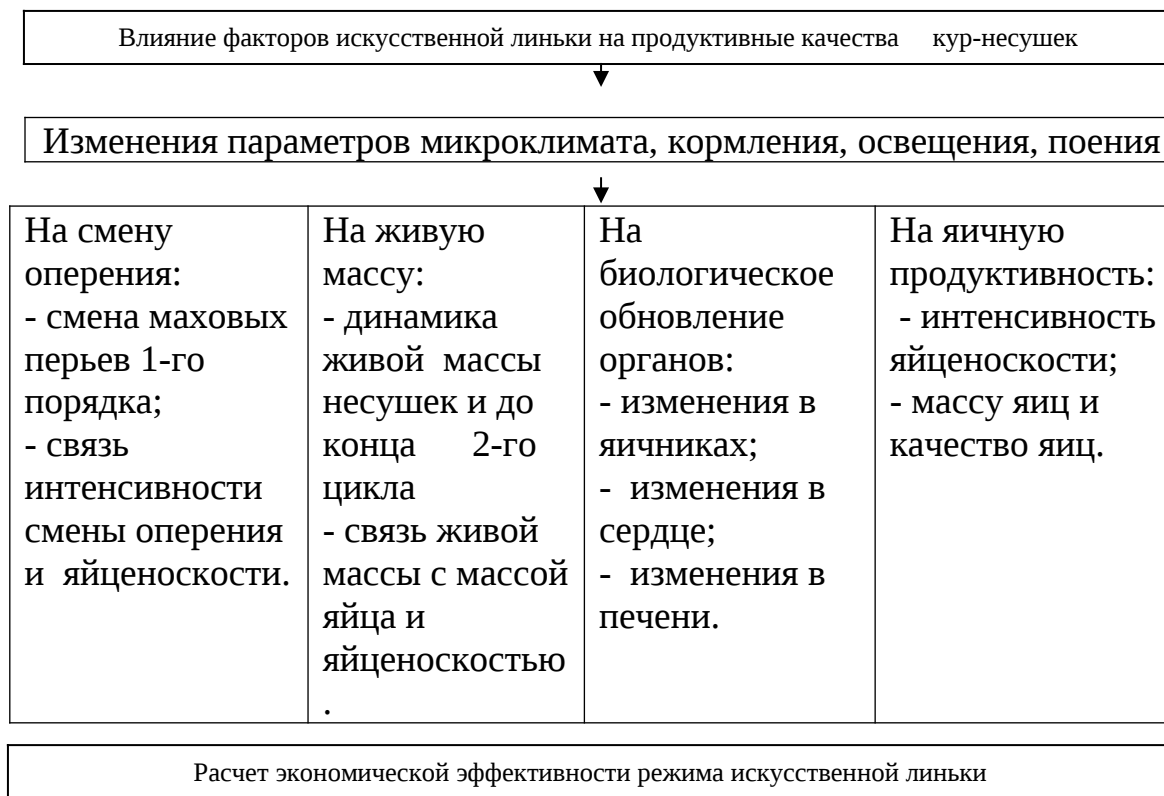 Влияние факторов искусственной линьки на продуктивные качества кур-несушек
Изменения параметров микроклимата, кормления, освещения, поения
На смену
оперения:
- смена маховых
перьев 1-го
порядка;
- связь
интенсивности
смены оперения
и яйценоскости.
На живую
массу:
- динамика
живой массы
несушек и до
конца 2-го
цикла
- связь живой
массы с массой
яйца и
яйценоскостью
.
На
биологическое
обновление
органов:
- изменения в
яичниках;
- изменения в
сердце;
- изменения в
печени.
На яичную
продуктивность:
- интенсивность
яйценоскости;
- массу яиц и
качество яиц.
Расчет экономической эффективности режима искусственной линьки